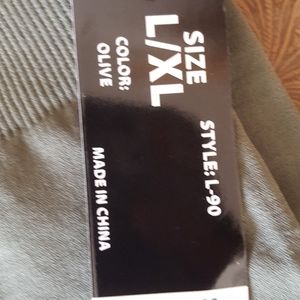 SIZE
L/XL
COLOR:
OLIVE
STYLE: L-90
MADE IN CHINA